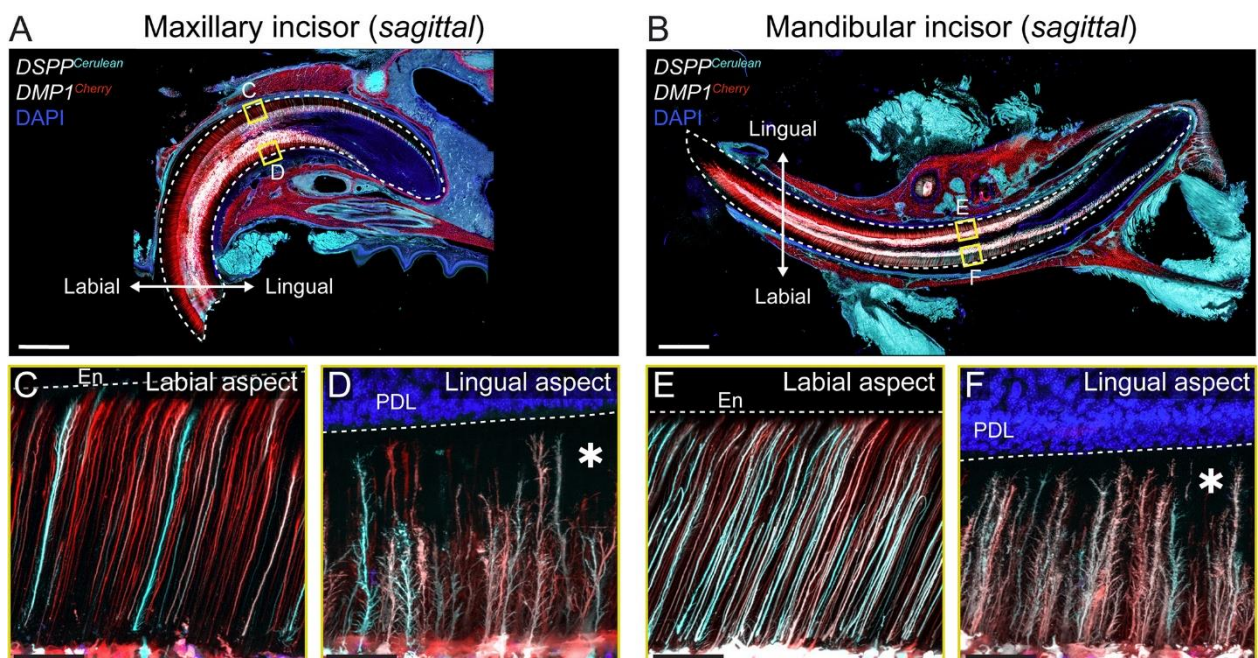 A Maxillary incisor (sagittal)
DSPPCerulean
DMP1Cherry
DAPI
C
D
Labial
Lingual
B Mandibular incisor (sagittal)
DSPPCerulean
DMP1Cherry
DAPI
Lingual
E
F
Labial
C En Labial aspect
D Lingual aspect
PDL
*
E Labial aspect
En
F Lingual aspect
PDL
*